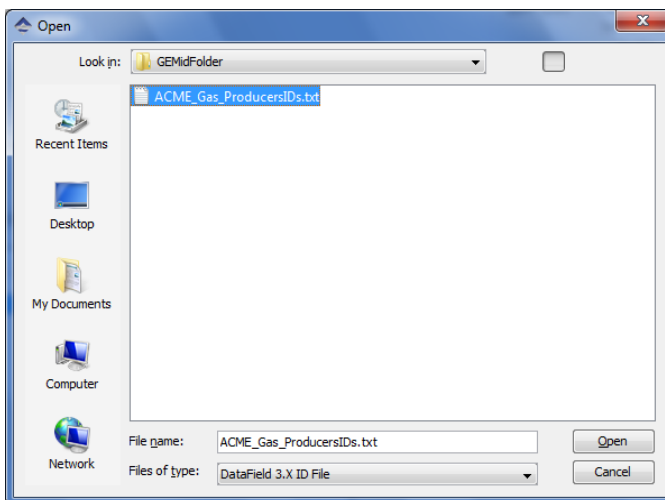 Open
Look in:
GEMidFolder
ACME_Gas_ProducersIDs.txt
Recent Items
Desktop
My Documents
Computer
Network
File name:
ACME_Gas_ProducersIDs.txt
Open
Files of type:
DataField 3.X ID File
Cancel